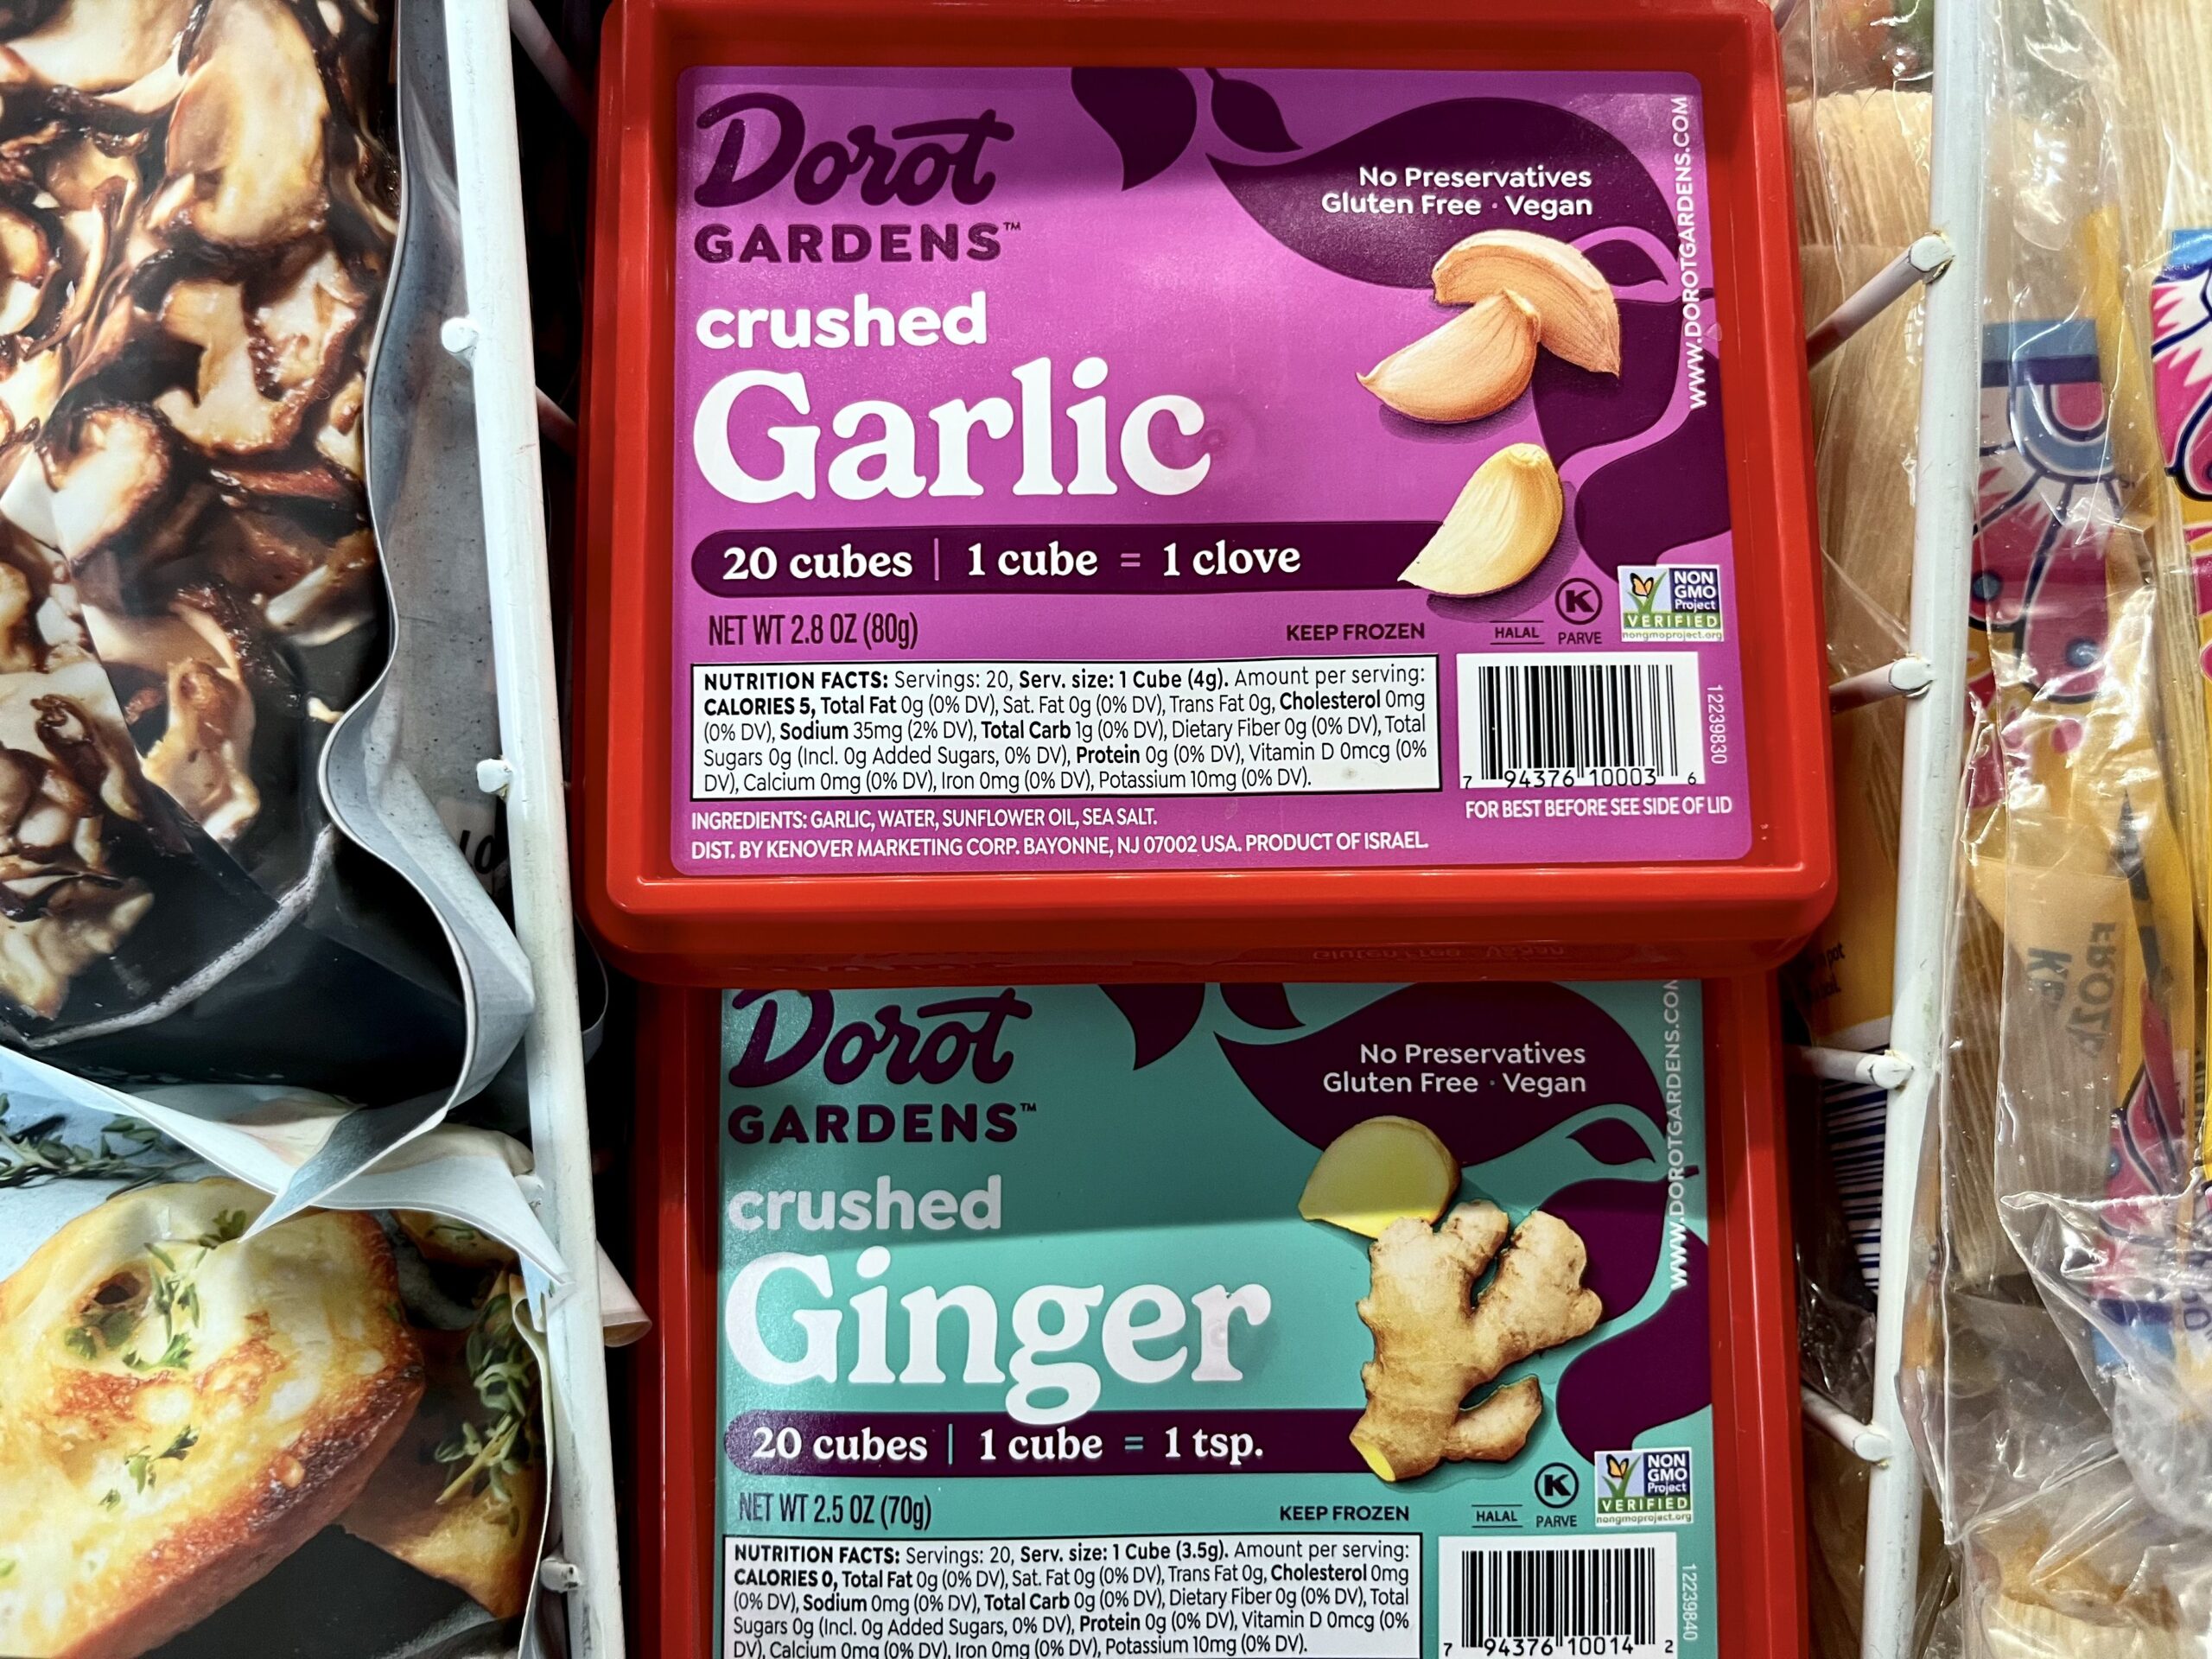 Dorot
GARDENS™
No Preservatives
Gluten Free · Vegan
WWW.DOROTGARDENS.COM
crushed
Garlic
20 cubes | 1 cube = 1 clove
NET WT 2.8 OZ (80g)
KEEP FROZEN
HALAL
K
PARVE
NON
GMO
Project
VERIFIED
nongmoproject.org
NUTRITION FACTS: Servings: 20, Serv. size: 1 Cube (4g). Amount per serving:
CALORIES 5, Total Fat 0g (0% DV), Sat. Fat 0g (0% DV), Trans Fat 0g, Cholesterol 0mg
(0% DV), Sodium 35mg (2% DV), Total Carb 1g (0% DV), Dietary Fiber 0g (0% DV), Total
Sugars 0g (Incl. 0g Added Sugars, 0% DV), Protein 0g (0% DV), Vitamin D 0mcg (0%
DV), Calcium 0mg (0% DV), Iron 0mg (0% DV), Potassium 10mg (0% DV).
7 94376 10003 6
12239830
FOR BEST BEFORE SEE SIDE OF LID
INGREDIENTS: GARLIC, WATER, SUNFLOWER OIL, SEA SALT.
DIST. BY KENOVER MARKETING CORP. BAYONNE, NJ 07002 USA. PRODUCT OF ISRAEL.
Dorot
GARDENS™
No Preservatives
Gluten Free · Vegan
WWW.DOROTGARDENS.COM
crushed
Ginger
20 cubes | 1 cube = 1 tsp.
NET WT 2.5 OZ (70g)
KEEP FROZEN
HALAL
K
PARVE
NON
GMO
Project
VERIFIED
nongmoproject.org
NUTRITION FACTS: Servings: 20, Serv. size: 1 Cube (3.5g). Amount per serving:
CALORIES 0, Total Fat 0g (0% DV), Sat. Fat 0g (0% DV), Trans Fat 0g, Cholesterol 0mg
(0% DV), Sodium 0mg (0% DV), Total Carb 0g (0% DV), Dietary Fiber 0g (0% DV), Total
Sugars 0g (Incl. 0g Added Sugars, 0% DV), Protein 0g (0% DV), Vitamin D 0mcg (0%
DV), Calcium 0mg (0% DV), Iron 0mg (0% DV), Potassium 10mg (0% DV).
7 94376 10014 2
12239840